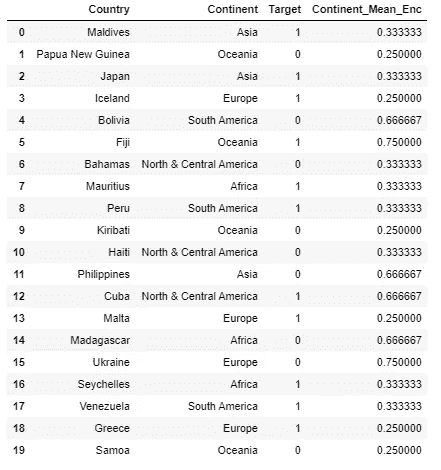 Country Continent Target Continent_Mean_Enc
0 Maldives Asia 1 0.333333
1 Papua New Guinea Oceania 0 0.250000
2 Japan Asia 1 0.333333
3 Iceland Europe 1 0.250000
4 Bolivia South America 0 0.666667
5 Fiji Oceania 1 0.750000
6 Bahamas North & Central America 0 0.333333
7 Mauritius Africa 1 0.333333
8 Peru South America 1 0.333333
9 Kiribati Oceania 0 0.250000
10 Haiti North & Central America 0 0.333333
11 Philippines Asia 0 0.666667
12 Cuba North & Central America 1 0.666667
13 Malta Europe 1 0.250000
14 Madagascar Africa 0 0.666667
15 Ukraine Europe 0 0.750000
16 Seychelles Africa 1 0.333333
17 Venezuela South America 1 0.333333
18 Greece Europe 1 0.250000
19 Samoa Oceania 0 0.250000